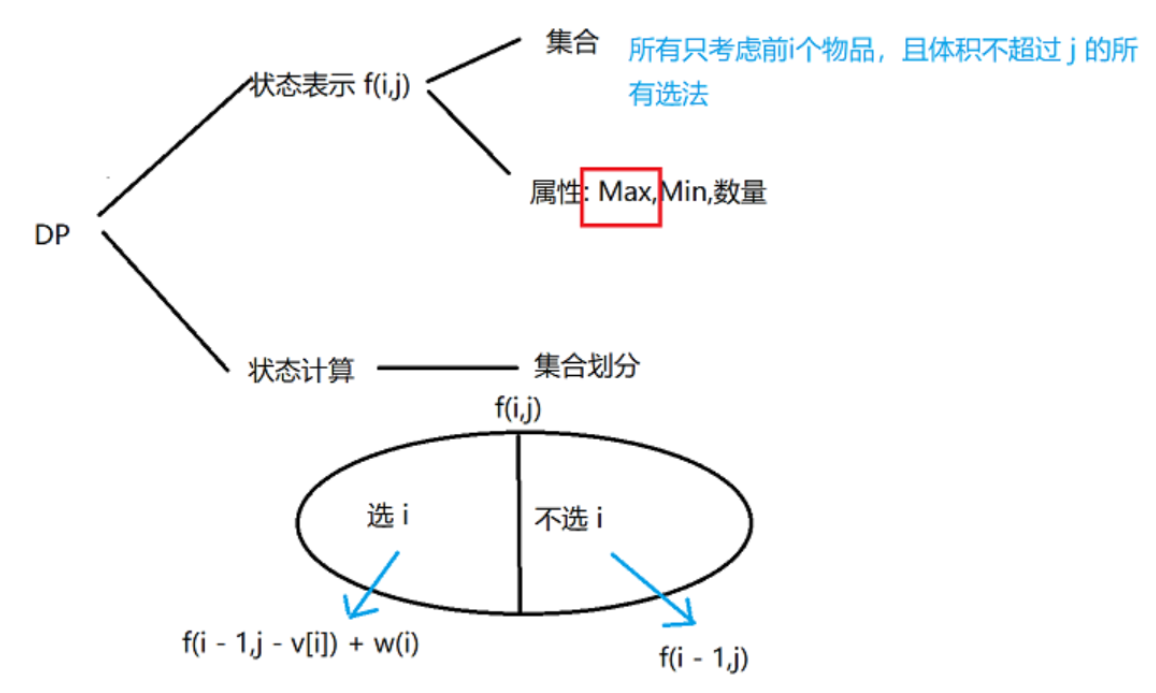 集合
所有只考虑前i个物品，且体积不超过 j 的所
有选法
状态表示 f(i,j)
属性: Max,Min,数量
DP
状态计算
集合划分
f(i,j)
选 i
不选 i
f(i - 1,j - v[i]) + w(i)
f(i - 1,j)